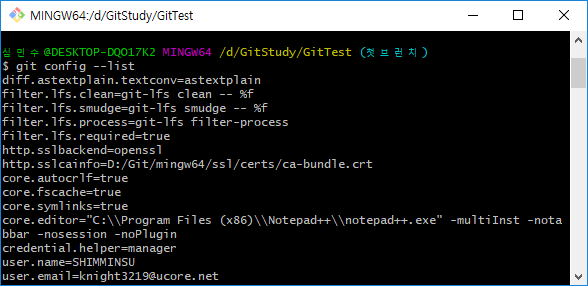 MINGW64:/d/GitStudy/GitTest
심민수@DESKTOP-DQO17K2 MINGW64 /d/GitStudy/GitTest (첫브런치)
$ git config --list
diff.astextplain.textconv=astextplain
filter.lfs.clean=git-lfs clean -- %f
filter.lfs.smudge=git-lfs smudge -- %f
filter.lfs.process=git-lfs filter-process
filter.lfs.required=true
http.sslbackend=openssl
http.sslcainfo=D:/Git/mingw64/ssl/certs/ca-bundle.crt
core.autocrlf=true
core.fscache=true
core.symlinks=true
core.editor="C:\\Program Files (x86)\\Notepad++\\notepad++.exe" -multiInst -nota
bbar -nosession -noPlugin
credential.helper=manager
user.name=SHIMMINSU
user.email=knight3219@ucore.net